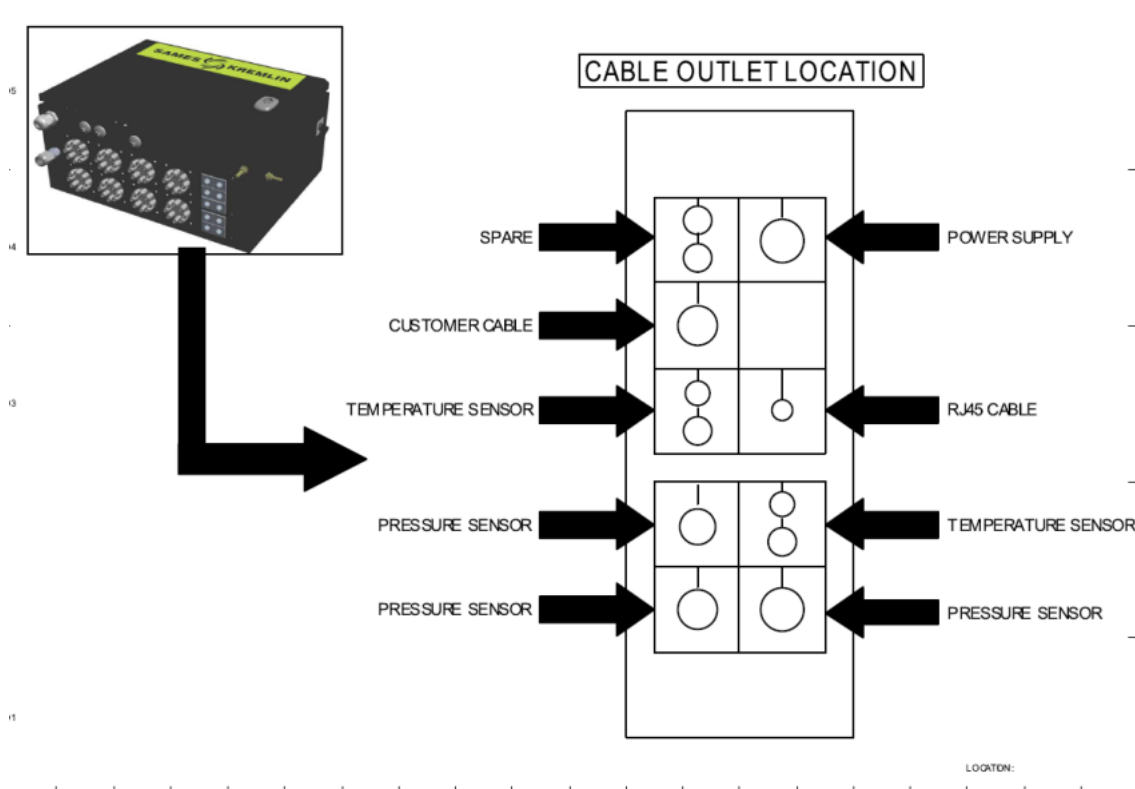 SAMES KREMLIN
CABLE OUTLET LOCATION
SPARE
POWER SUPPLY
CUSTOMER CABLE
TEMPERATURE SENSOR
RJ45 CABLE
PRESSURE SENSOR
TEMPERATURE SENSOR
PRESSURE SENSOR
PRESSURE SENSOR
LOCATION: